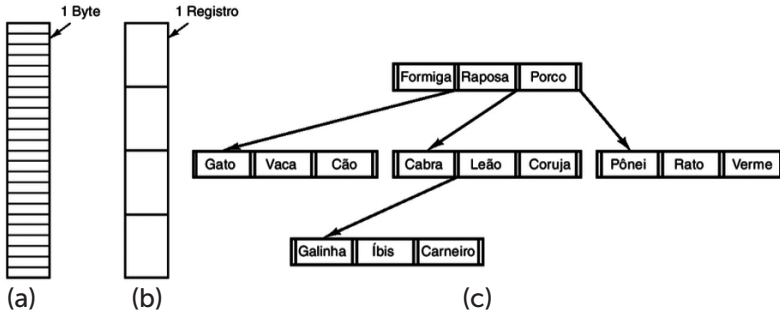 1 Byte
1 Registro
Formiga Raposa Porco
Gato Vaca Cão
Cabra Leão Coruja
Pônei Rato Verme
Galinha Íbis Carneiro
(a) (b) (c)